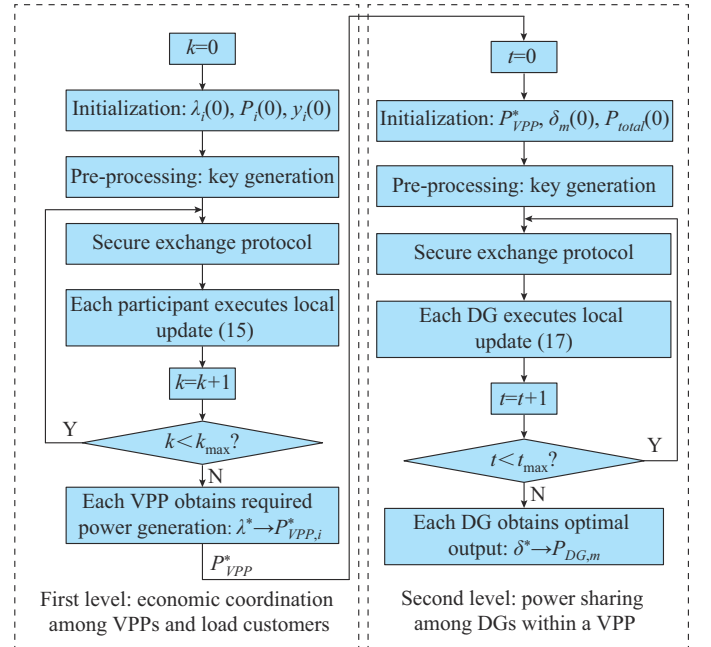 k=0
Initialization: λi(0), Pi(0), yi(0)
Pre-processing: key generation
Secure exchange protocol
Each participant executes local
update (15)
k=k+1
Y
k<kmax?
N
Each VPP obtains required
power generation: λ*→P*VPP,i
P*VPP
First level: economic coordination
among VPPs and load customers
t=0
Initialization: P*VPP, δm(0), Ptotal(0)
Pre-processing: key generation
Secure exchange protocol
Each DG executes local
update (17)
t=t+1
t<tmax?
Y
N
Each DG obtains optimal
output: δ*→PDG,m
Second level: power sharing
among DGs within a VPP